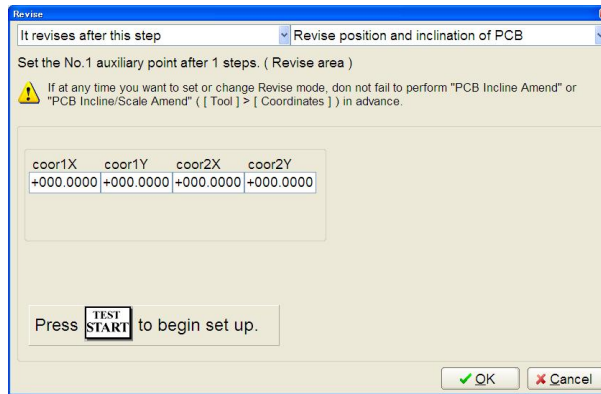 Revise
It revises after this step
Revise position and inclination of PCB
Set the No.1 auxiliary point after 1 steps. ( Revise area )
If at any time you want to set or change Revise mode, don not fail to perform "PCB Incline Amend" or
"PCB Incline/Scale Amend" ( [ Tool ] > [ Coordinates ] ) in advance.
coor1X coor1Y coor2X coor2Y
+000.0000 +000.0000 +000.0000 +000.0000
Press TEST START to begin set up.
OK Cancel